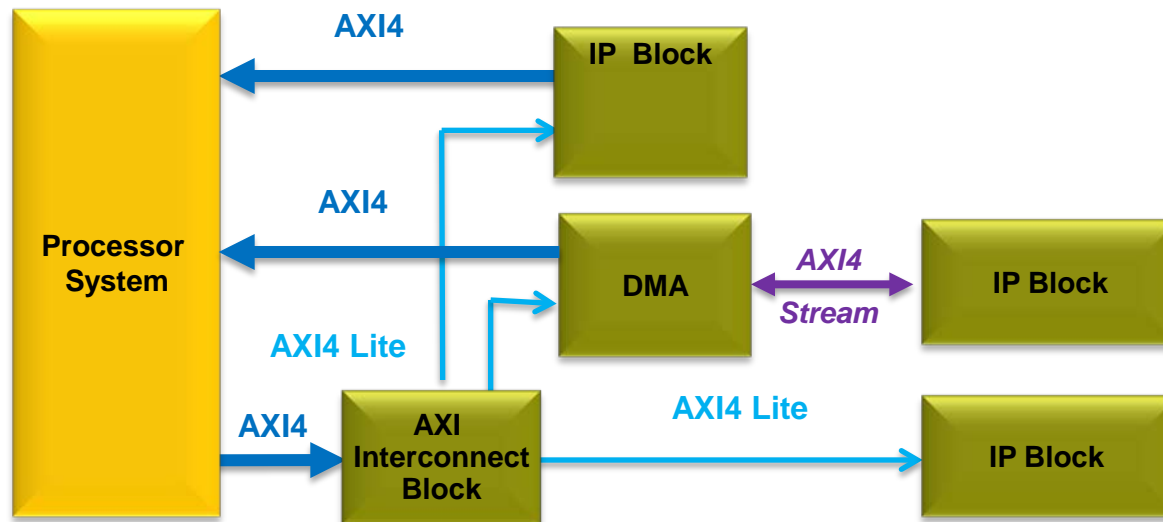 AXI4
IP Block
AXI4
Processor
System
DMA
AXI4
Stream
IP Block
AXI4 Lite
AXI4 Lite
AXI4
AXI
Interconnect
Block
IP Block